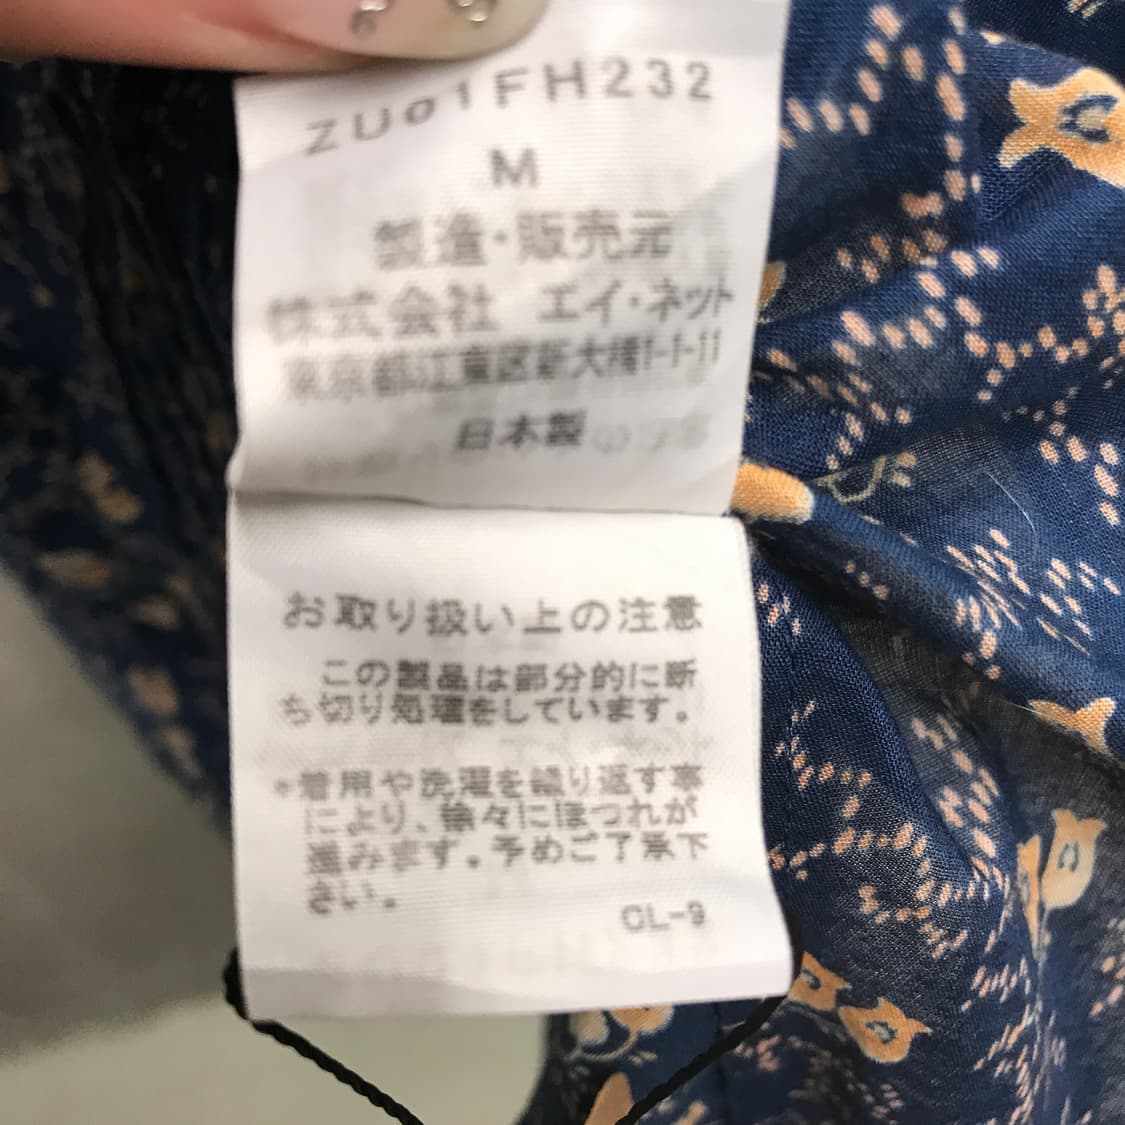 ZU01FH232
M
製造・販売元
株式会社 エイ・ネット
東京都江東区新大橋1-1-11
日本製
お取り扱い上の注意
この製品は部分的に断
ち切り処理をしています。
*着用や洗濯を繰り返す事
により、徐々にほつれが
進みます。予めご了承下
さい。
CL-9